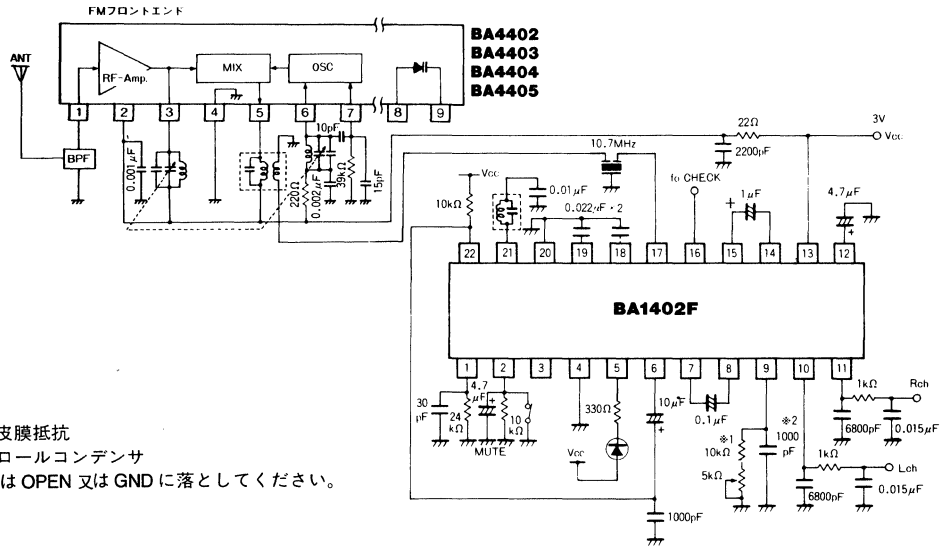 FMフロントエンド
BA4402
BA4403
BA4404
BA4405
ANT
RF-Amp.
MIX
OSC
1
2
3
4
5
6
7
8
9
BPF
0.001μF
10pF
220Ω
0.002μF
39kΩ
15pF
10.7MHz
22Ω
2200pF
3V
Vcc
to CHECK
Vcc
10kΩ
0.01μF
0.022μF・2
+
1μF
4.7μF
+
22
21
20
19
18
17
16
15
14
13
12
BA1402F
1
2
3
4
5
6
7
8
9
10
11
30
pF
24
kΩ
4.7
μF
+
10
kΩ
MUTE
330Ω
Vcc
10μF
+
0.1μF
※1
10kΩ
5kΩ
※2
1000
pF
1kΩ
Rch
6800pF
0.015μF
1kΩ
Lch
6800pF
0.015μF
1000pF
皮膜抵抗
ロールコンデンサ
は OPEN 又は GND に落としてください。